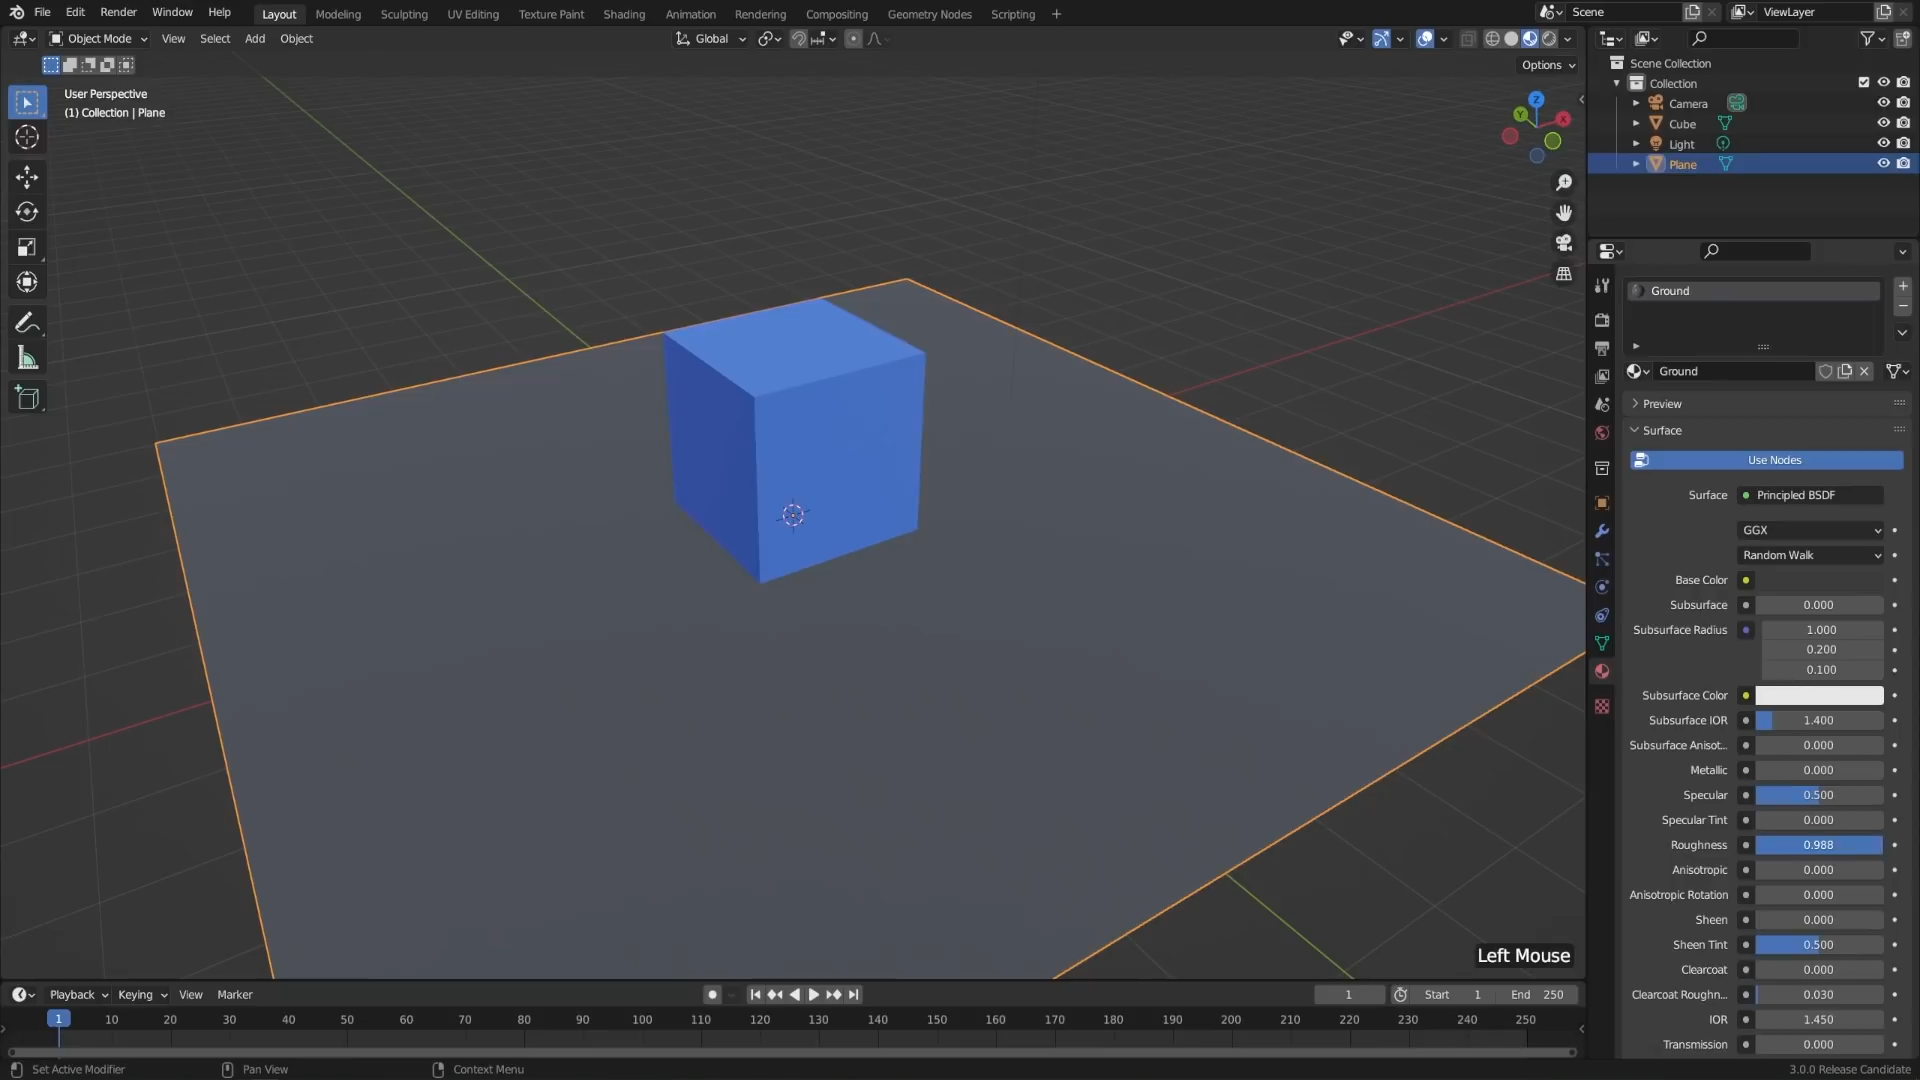 File Edit Render Window Help Layout Modeling Sculpting UV Editing Texture Paint Shading Animation Rendering Compositing Geometry Nodes Scripting + Scene ViewLayer
Object Mode View Select Add Object Global
Options
User Perspective
(1) Collection | Plane
Z
Y
X
Scene Collection
Collection
Camera
Cube
Light
Plane
Ground
Ground
Preview
Surface
Use Nodes
Surface Principled BSDF
GGX
Random Walk
Base Color
Subsurface 0.000
Subsurface Radius 1.000
0.200
0.100
Subsurface Color
Subsurface IOR 1.400
Subsurface Anisot... 0.000
Metallic 0.000
Specular 0.500
Specular Tint 0.000
Roughness 0.988
Anisotropic 0.000
Anisotropic Rotation 0.000
Sheen 0.000
Sheen Tint 0.500
Clearcoat 0.000
Clearcoat Roughn... 0.030
IOR 1.450
Transmission 0.000
Left Mouse
Playback Keying View Marker 1 Start 1 End 250
1 10 20 30 40 50 60 70 80 90 100 110 120 130 140 150 160 170 180 190 200 210 220 230 240 250
Set Active Modifier Pan View Context Menu 3.0.0 Release Candidate